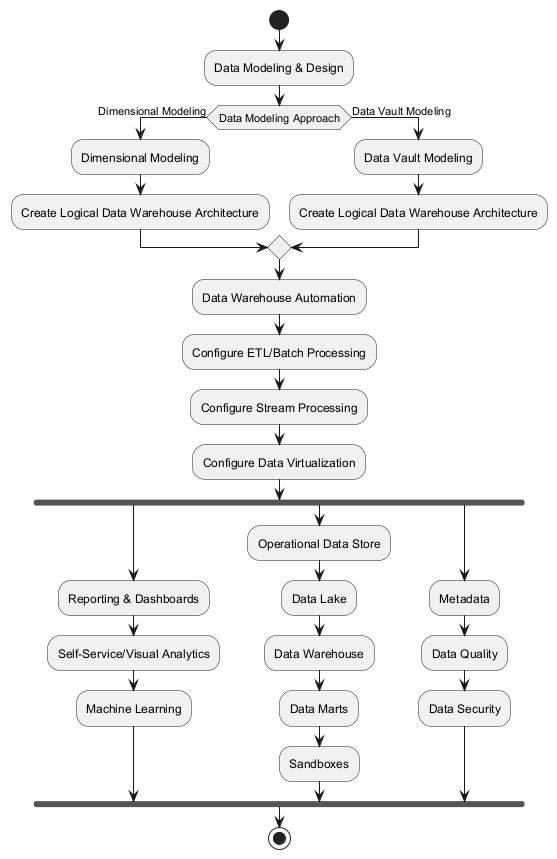 Data Modeling & Design
Dimensional Modeling
Data Modeling Approach
Data Vault Modeling
Dimensional Modeling
Data Vault Modeling
Create Logical Data Warehouse Architecture
Create Logical Data Warehouse Architecture
Data Warehouse Automation
Configure ETL/Batch Processing
Configure Stream Processing
Configure Data Virtualization
Operational Data Store
Reporting & Dashboards
Data Lake
Metadata
Self-Service/Visual Analytics
Data Warehouse
Data Quality
Machine Learning
Data Marts
Data Security
Sandboxes